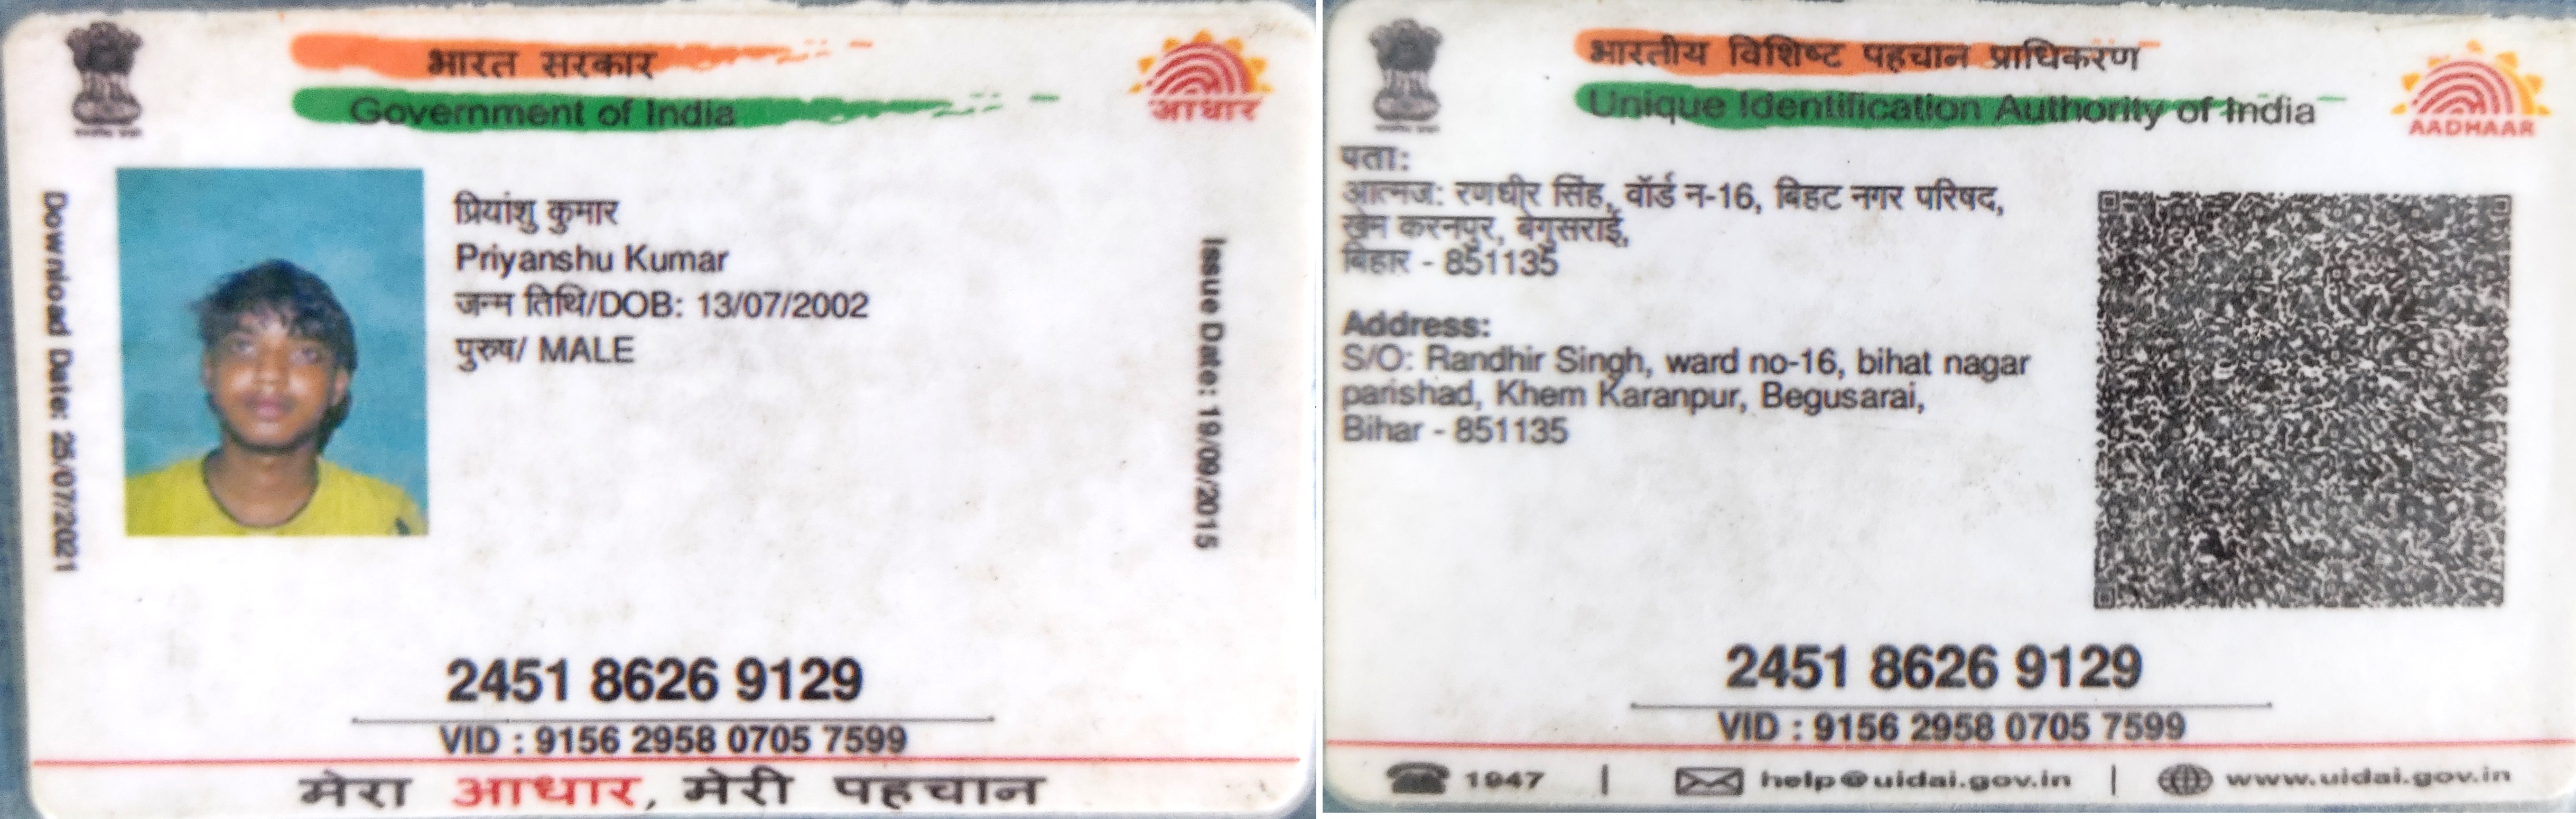 भारत सरकार
Government of India
आधार
Download Date: 25/07/2021
प्रियांशु कुमार
Priyanshu Kumar
जन्म तिथि/DOB: 13/07/2002
पुरुष/ MALE
Issue Date: 19/09/2015
2451 8626 9129
VID : 9156 2958 0705 7599
मेरा आधार, मेरी पहचान
भारतीय विशिष्ट पहचान प्राधिकरण
Unique Identification Authority of India
AADHAAR
पता:
आत्मज: रणधीर सिंह, वॉर्ड न-16, बिहट नगर परिषद,
खेम करनपुर, बेगुसराई,
बिहार - 851135
Address:
S/O: Randhir Singh, ward no-16, bihat nagar
parishad, Khem Karanpur, Begusarai,
Bihar - 851135
2451 8626 9129
VID : 9156 2958 0705 7599
1947 | help@uidai.gov.in | www.uidai.gov.in